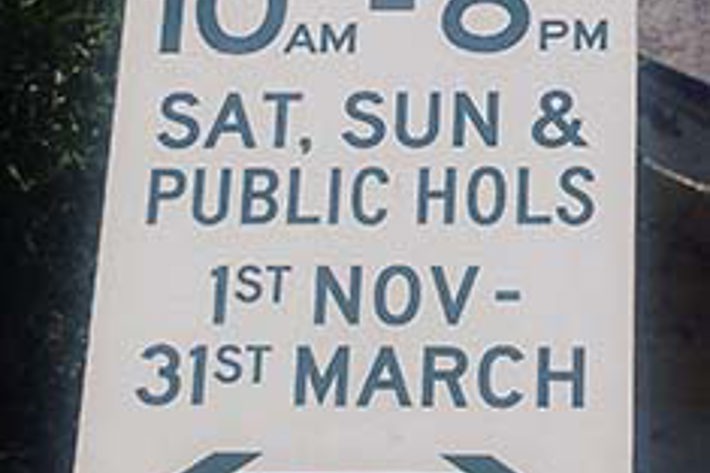 10AM - 8PM
SAT, SUN &
PUBLIC HOLS
1ST NOV -
31ST MARCH